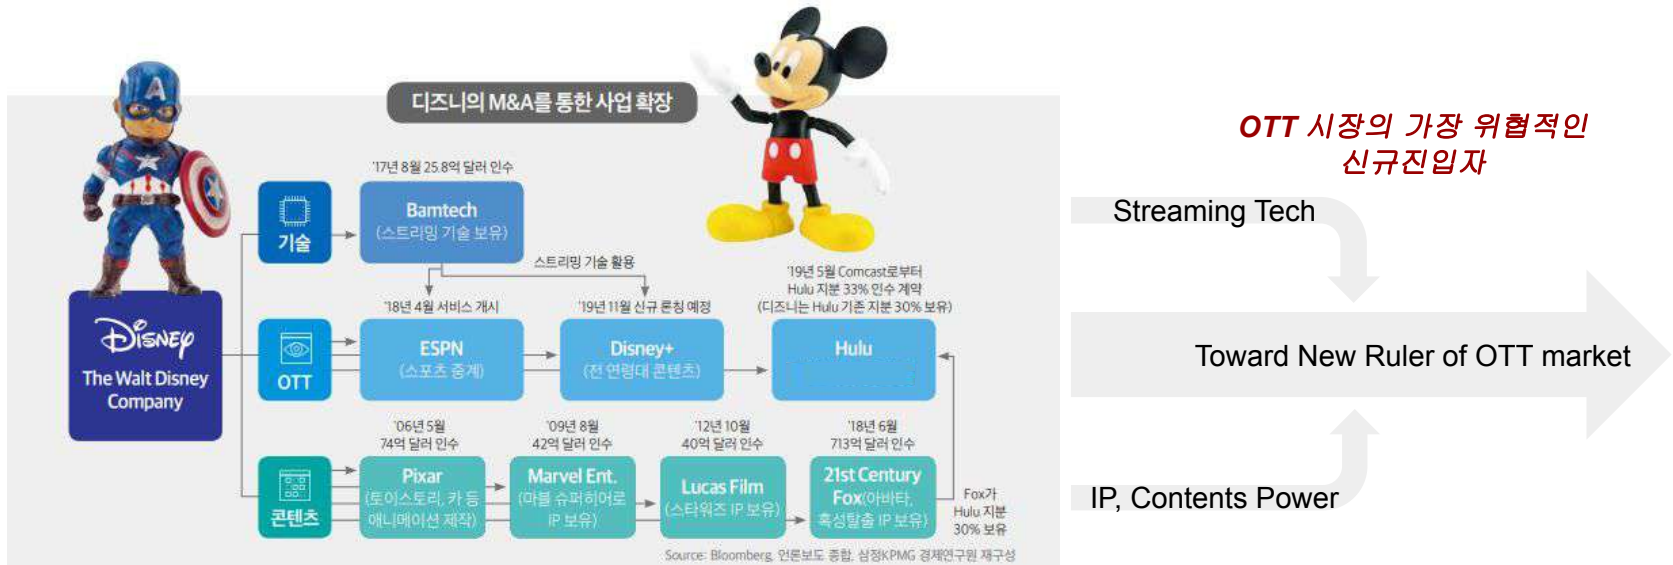 디즈니의 M&A를 통한 사업 확장
OTT 시장의 가장 위협적인
신규진입자
'17년 8월 25.8억 달러 인수
기술
Bamtech
(스트리밍 기술 보유)
스트리밍 기술 활용
Streaming Tech
DISNEY
The Walt Disney
Company
'18년 4월 서비스 개시
'19년 11월 신규 론칭 예정
'19년 5월 Comcast로부터
Hulu 지분 33% 인수 계약
(디즈니는 Hulu 기존 지분 30% 보유)
OTT
ESPN
(스포츠 중계)
Disney+
(전 연령대 콘텐츠)
Hulu
Toward New Ruler of OTT market
'06년 5월
74억 달러 인수
'09년 8월
42억 달러 인수
'12년 10월
40억 달러 인수
'18년 6월
713억 달러 인수
콘텐츠
Pixar
(토이스토리, 카 등
애니메이션 제작)
Marvel Ent.
(마블 슈퍼히어로
IP 보유)
Lucas Film
(스타워즈 IP 보유)
21st Century
Fox(아바타,
혹성탈출 IP 보유)
Fox가
Hulu 지분
30% 보유
IP, Contents Power
Source: Bloomberg, 언론보도 종합, 삼정KPMG 경제연구원 재구성